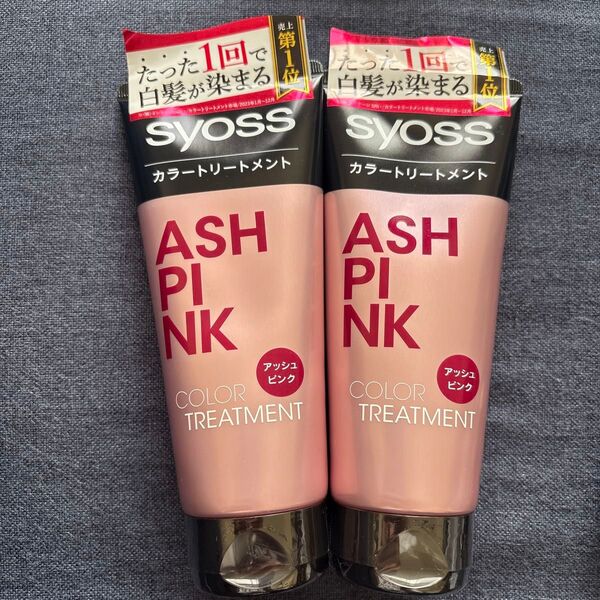 たった1回で
白髪が染まる
売上
第1位
syoss
カラートリートメント
ASH
PI
NK
アッシュ
ピンク
COLOR
TREATMENT
たった1回で
白髪が染まる
売上
第1位
syoss
カラートリートメント
ASH
PI
NK
アッシュ
ピンク
COLOR
TREATMENT